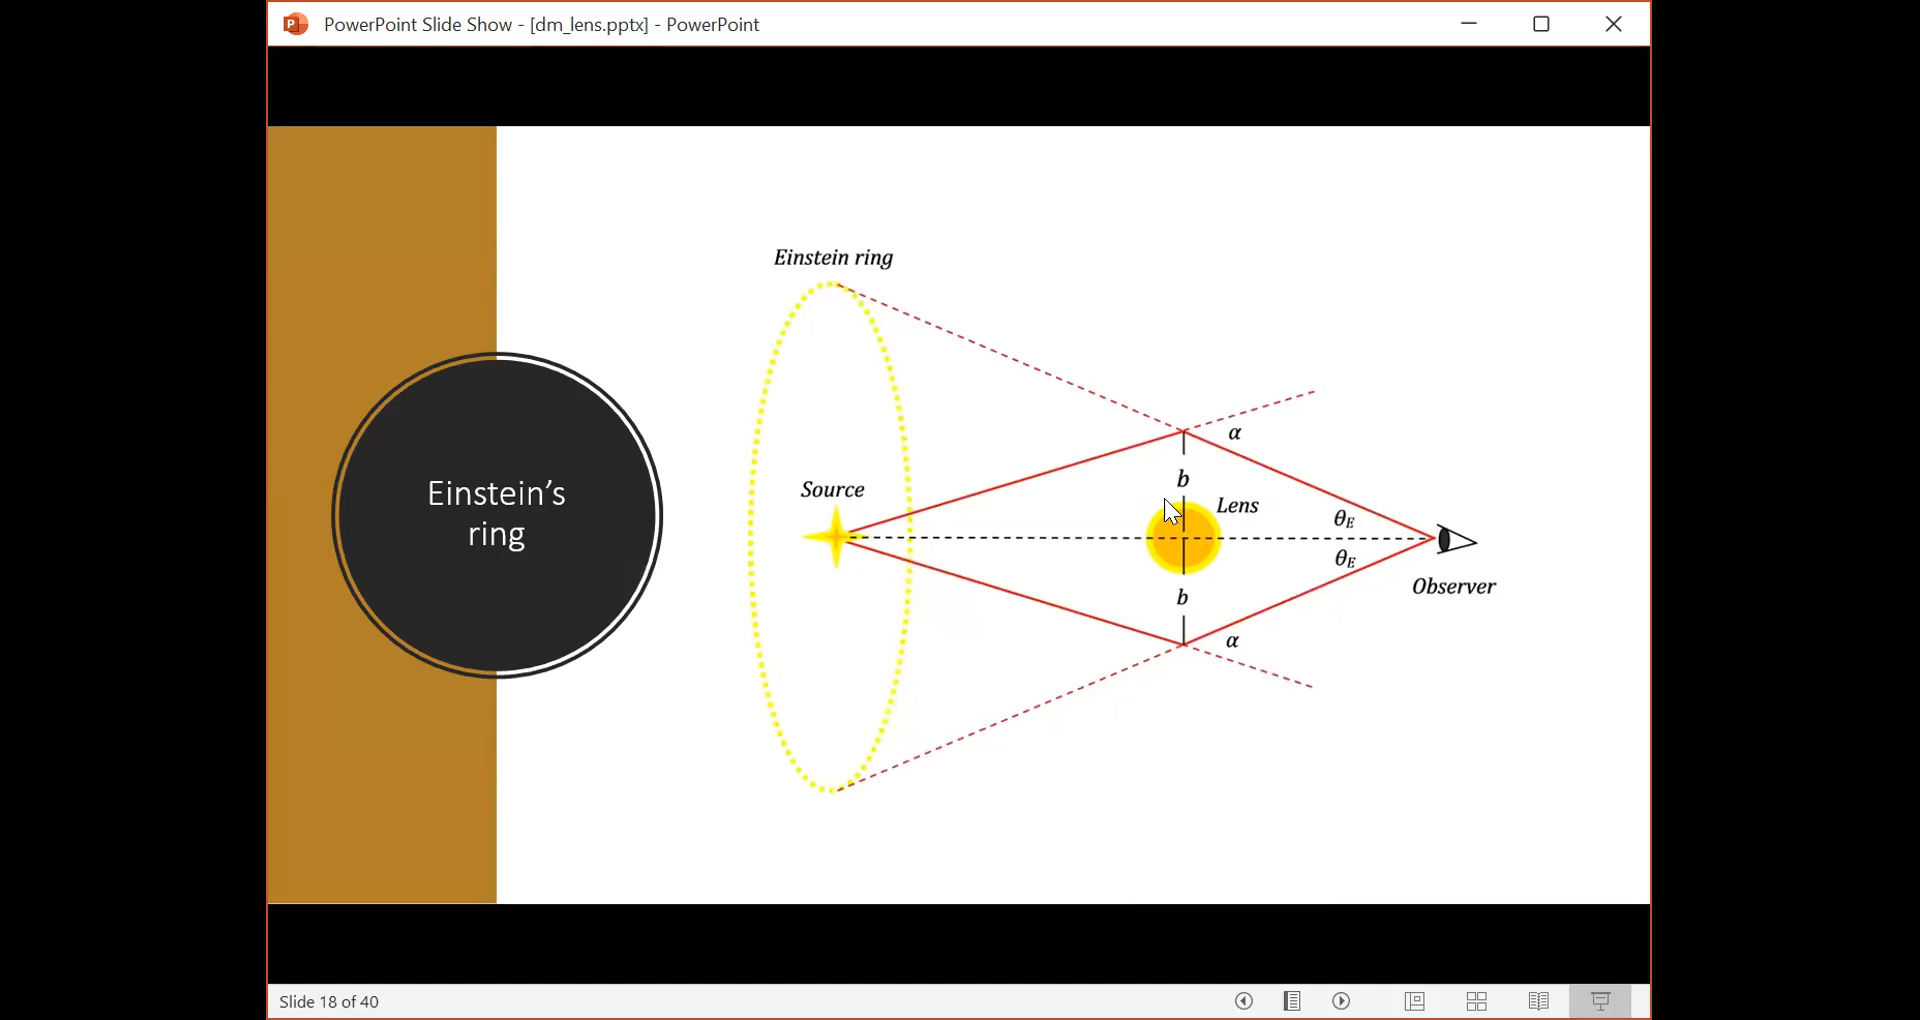 PowerPoint Slide Show - [dm_lens.pptx] - PowerPoint
Einstein’s
ring
Einstein ring
Source
α
b
Lens
θE
θE
Observer
b
α
Slide 18 of 40